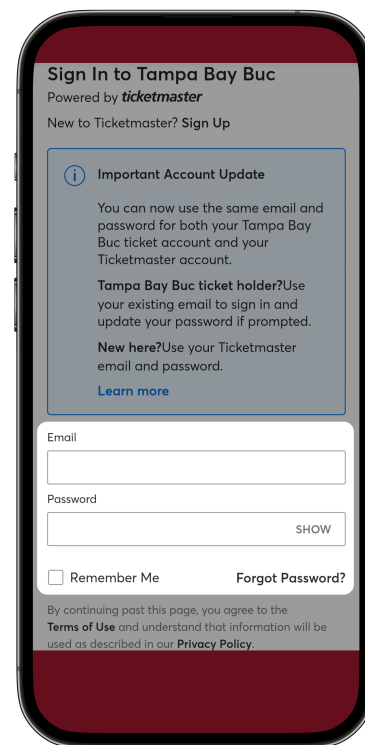 Sign In to Tampa Bay Buc
Powered by ticketmaster
New to Ticketmaster? Sign Up
Important Account Update
You can now use the same email and
password for both your Tampa Bay
Buc ticket account and your
Ticketmaster account.
Tampa Bay Buc ticket holder?Use
your existing email to sign in and
update your password if prompted.
New here?Use your Ticketmaster
email and password.
Learn more
Email
Password
SHOW
Remember Me Forgot Password?
By continuing past this page, you agree to the
Terms of Use and understand that information will be
used as described in our Privacy Policy.